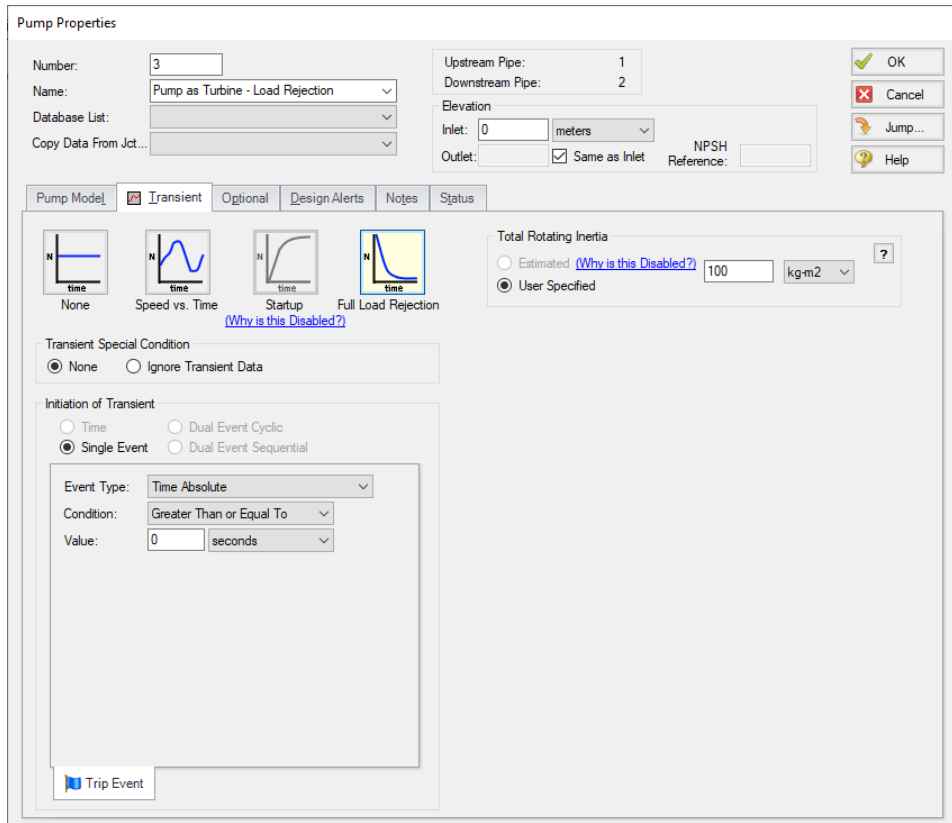 Pump Properties
Number: 3
Name: Pump as Turbine - Load Rejection
Database List:
Copy Data From Jct...
Upstream Pipe: 1
Downstream Pipe: 2
Elevation
Inlet: 0 meters
Outlet: Same as Inlet
NPSH
Reference:
OK
Cancel
Jump...
Help
Pump Model Transient Optional Design Alerts Notes Status
N time N time N time N time
None Speed vs. Time Startup Full Load Rejection
(Why is this Disabled?)
Total Rotating Inertia
Estimated (Why is this Disabled?) 100 kg-m2 ?
User Specified
Transient Special Condition
None Ignore Transient Data
Initiation of Transient
Time Dual Event Cyclic
Single Event Dual Event Sequential
Event Type: Time Absolute
Condition: Greater Than or Equal To
Value: 0 seconds
Trip Event